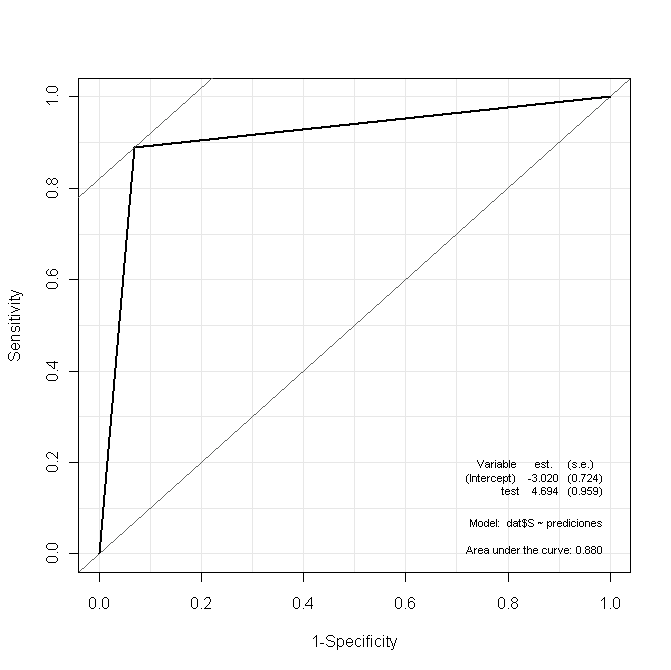 1.0
0.8
0.6
0.4
0.2
0.0
Sensitivity
Variable est. (s.e.)
(Intercept) -3.020 (0.724)
test 4.694 (0.959)
Model: dat$S ~ prediciones
Area under the curve: 0.880
0.0 0.2 0.4 0.6 0.8 1.0
1-Specificity